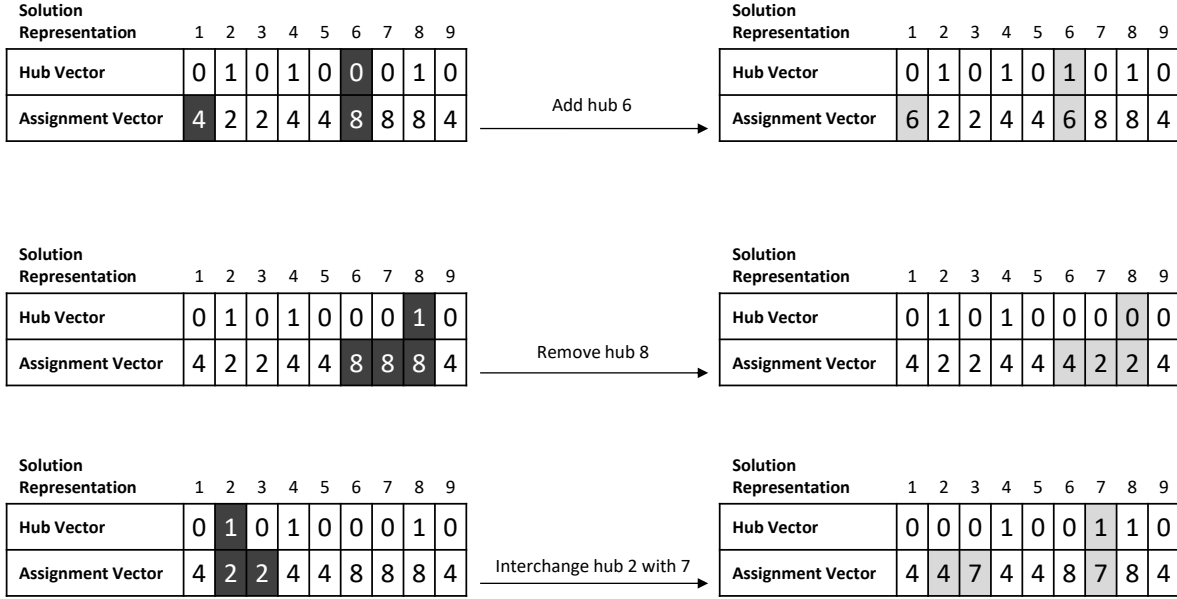 Solution
Representation 1 2 3 4 5 6 7 8 9
Hub Vector 0 1 0 1 0 0 0 1 0
Assignment Vector 4 2 2 4 4 8 8 8 4
Add hub 6
Solution
Representation 1 2 3 4 5 6 7 8 9
Hub Vector 0 1 0 1 0 1 0 1 0
Assignment Vector 6 2 2 4 4 6 8 8 4
Solution
Representation 1 2 3 4 5 6 7 8 9
Hub Vector 0 1 0 1 0 0 0 1 0
Assignment Vector 4 2 2 4 4 8 8 8 4
Remove hub 8
Solution
Representation 1 2 3 4 5 6 7 8 9
Hub Vector 0 1 0 1 0 0 0 0 0
Assignment Vector 4 2 2 4 4 4 2 2 4
Solution
Representation 1 2 3 4 5 6 7 8 9
Hub Vector 0 1 0 1 0 0 0 1 0
Assignment Vector 4 2 2 4 4 8 8 8 4
Interchange hub 2 with 7
Solution
Representation 1 2 3 4 5 6 7 8 9
Hub Vector 0 0 0 1 0 0 1 1 0
Assignment Vector 4 4 7 4 4 8 7 8 4